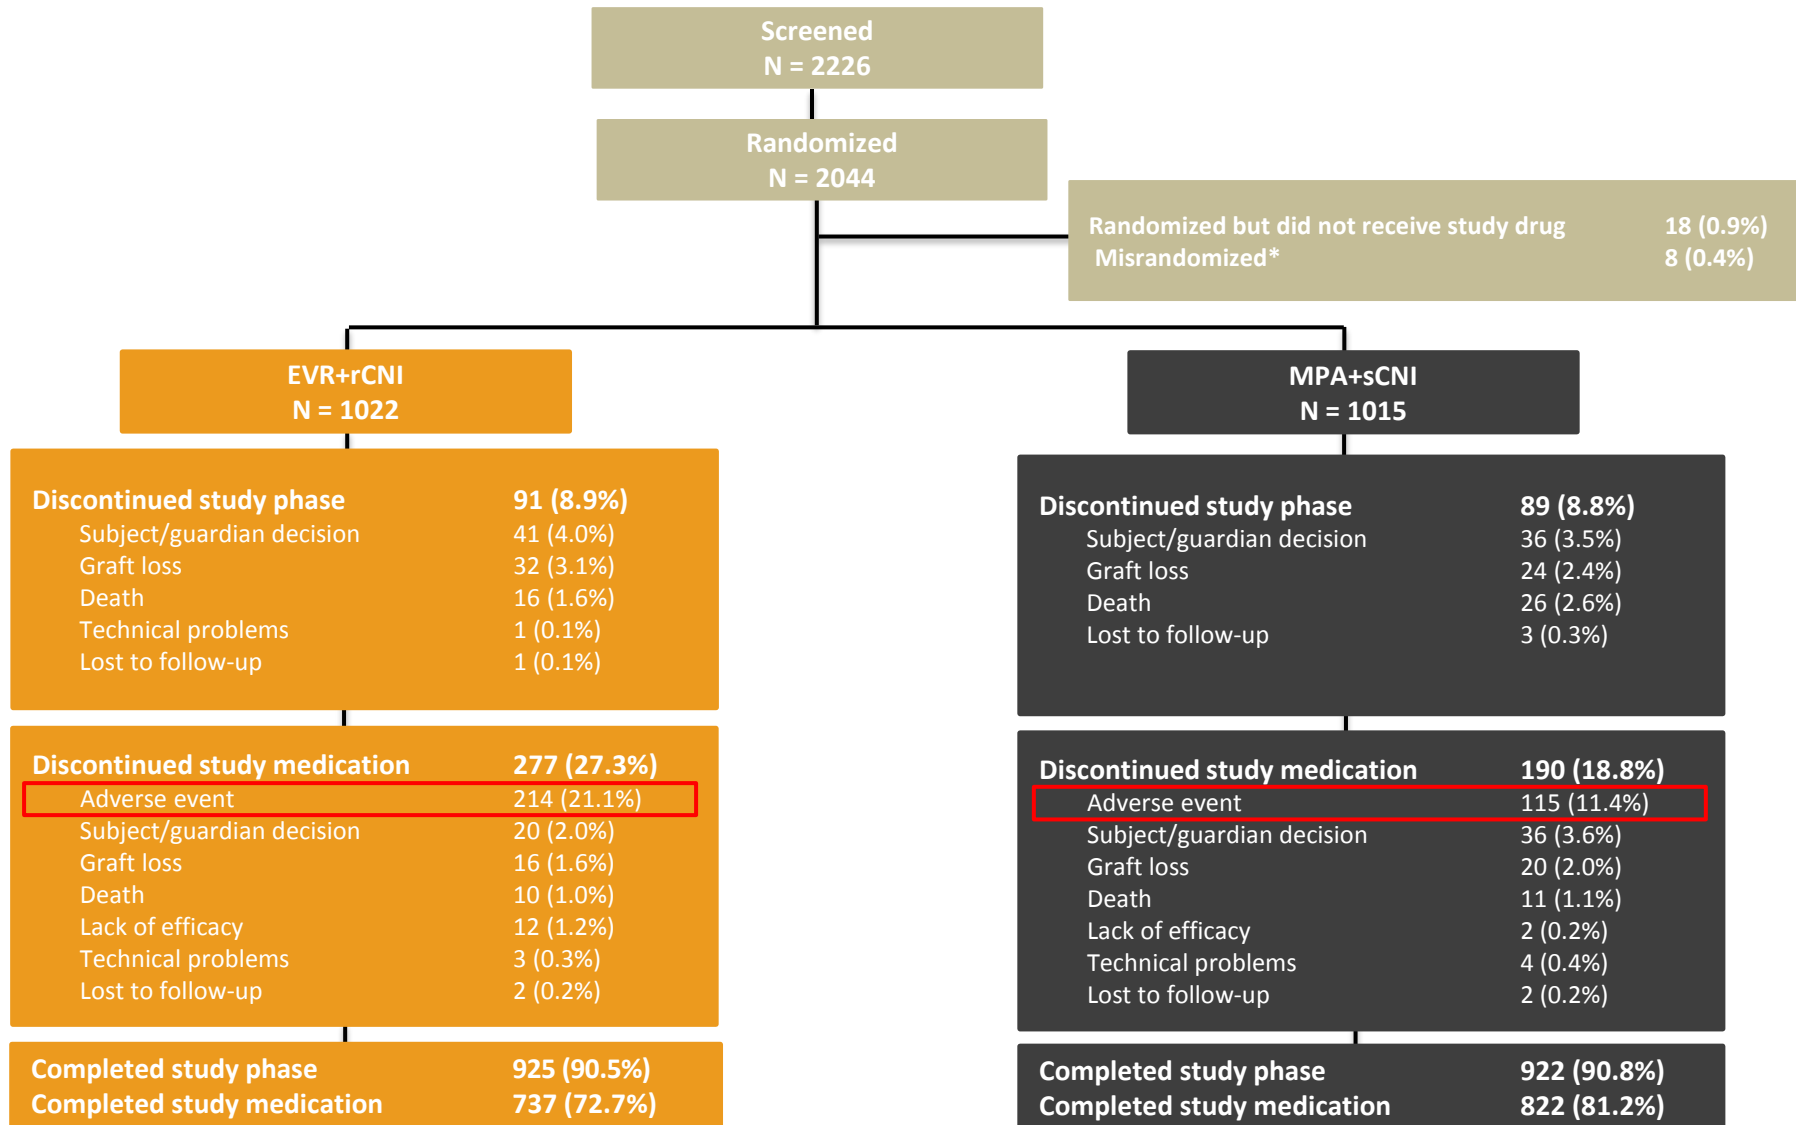 Screened
N = 2226
Randomized
N = 2044
Randomized but did not receive study drug 18 (0.9%)
Misrandomized* 8 (0.4%)
EVR+rCNI
N = 1022
Discontinued study phase 91 (8.9%)
Subject/guardian decision 41 (4.0%)
Graft loss 32 (3.1%)
Death 16 (1.6%)
Technical problems 1 (0.1%)
Lost to follow-up 1 (0.1%)
Discontinued study medication 277 (27.3%)
Adverse event 214 (21.1%)
Subject/guardian decision 20 (2.0%)
Graft loss 16 (1.6%)
Death 10 (1.0%)
Lack of efficacy 12 (1.2%)
Technical problems 3 (0.3%)
Lost to follow-up 2 (0.2%)
Completed study phase 925 (90.5%)
Completed study medication 737 (72.7%)
MPA+sCNI
N = 1015
Discontinued study phase 89 (8.8%)
Subject/guardian decision 36 (3.5%)
Graft loss 24 (2.4%)
Death 26 (2.6%)
Lost to follow-up 3 (0.3%)
Discontinued study medication 190 (18.8%)
Adverse event 115 (11.4%)
Subject/guardian decision 36 (3.6%)
Graft loss 20 (2.0%)
Death 11 (1.1%)
Lack of efficacy 2 (0.2%)
Technical problems 4 (0.4%)
Lost to follow-up 2 (0.2%)
Completed study phase 922 (90.8%)
Completed study medication 822 (81.2%)